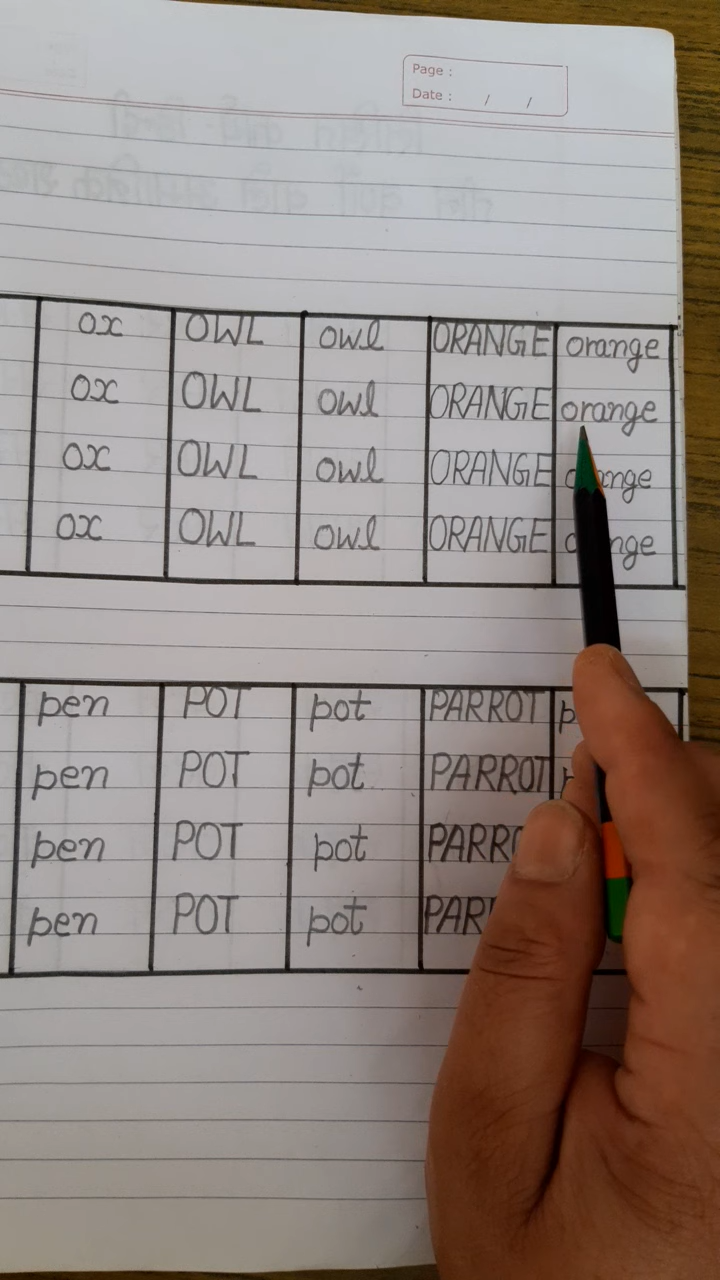 Page :
Date : / /
ox OWL owl ORANGE orange
ox OWL owl ORANGE orange
ox OWL owl ORANGE
ox OWL owl ORANGE
pen POT pot PARROT
pen POT pot PARROT
pen POT pot
pen POT pot